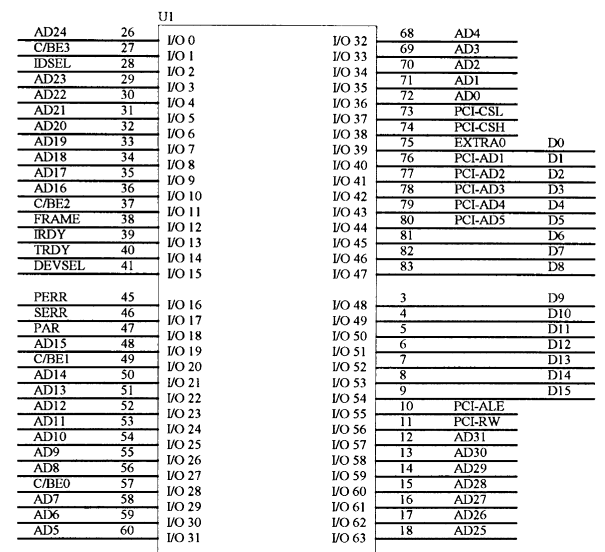 U1
AD24 26 I/O 0 I/O 32 68 AD4
C/BE3 27 I/O 1 I/O 33 69 AD3
IDSEL 28 I/O 2 I/O 34 70 AD2
AD23 29 I/O 3 I/O 35 71 AD1
AD22 30 I/O 4 I/O 36 72 AD0
AD21 31 I/O 5 I/O 37 73 PCI-CSL
AD20 32 I/O 6 I/O 38 74 PCI-CSH
AD19 33 I/O 7 I/O 39 75 EXTRA0 D0
AD18 34 I/O 8 I/O 40 76 PCI-AD1 D1
AD17 35 I/O 9 I/O 41 77 PCI-AD2 D2
AD16 36 I/O 10 I/O 42 78 PCI-AD3 D3
C/BE2 37 I/O 11 I/O 43 79 PCI-AD4 D4
FRAME 38 I/O 12 I/O 44 80 PCI-AD5 D5
IRDY 39 I/O 13 I/O 45 81 D6
TRDY 40 I/O 14 I/O 46 82 D7
DEVSEL 41 I/O 15 I/O 47 83 D8
PERR 45 I/O 16 I/O 48 3 D9
SERR 46 I/O 17 I/O 49 4 D10
PAR 47 I/O 18 I/O 50 5 D11
AD15 48 I/O 19 I/O 51 6 D12
C/BE1 49 I/O 20 I/O 52 7 D13
AD14 50 I/O 21 I/O 53 8 D14
AD13 51 I/O 22 I/O 54 9 D15
AD12 52 I/O 23 I/O 55 10 PCI-ALE
AD11 53 I/O 24 I/O 56 11 PCI-RW
AD10 54 I/O 25 I/O 57 12 AD31
AD9 55 I/O 26 I/O 58 13 AD30
AD8 56 I/O 27 I/O 59 14 AD29
C/BE0 57 I/O 28 I/O 60 15 AD28
AD7 58 I/O 29 I/O 61 16 AD27
AD6 59 I/O 30 I/O 62 17 AD26
AD5 60 I/O 31 I/O 63 18 AD25